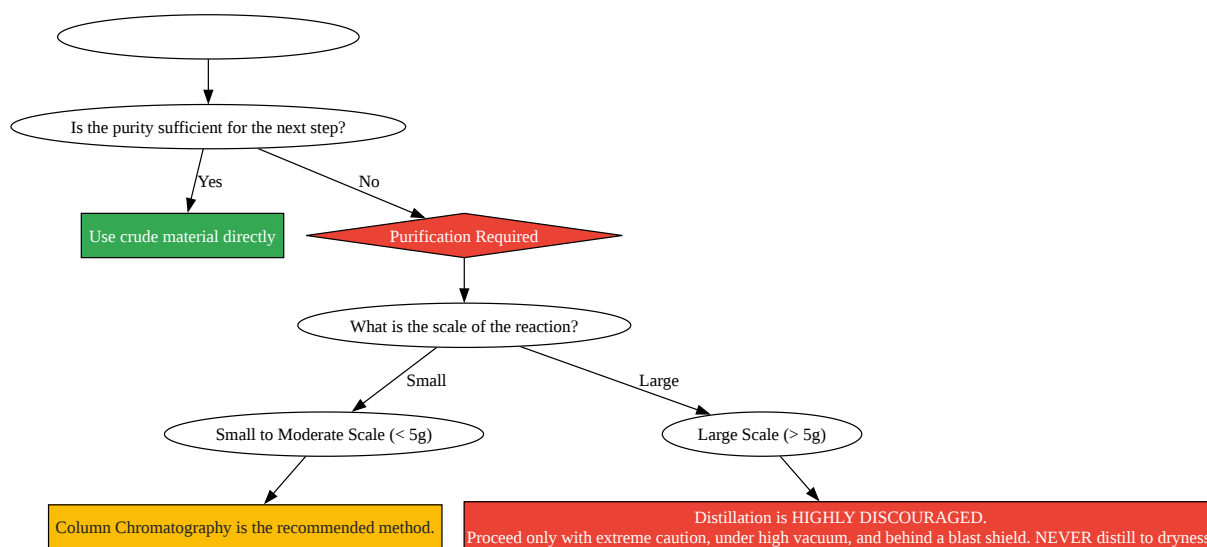 Is the purity sufficient for the next step?
Yes
No
Use crude material directly
Purification Required
What is the scale of the reaction?
Small
Large
Small to Moderate Scale (< 5g)
Large Scale (> 5g)
Column Chromatography is the recommended method.
Distillation is HIGHLY DISCOURAGED.
Proceed only with extreme caution, under high vacuum, and behind a blast shield. NEVER distill to dryness